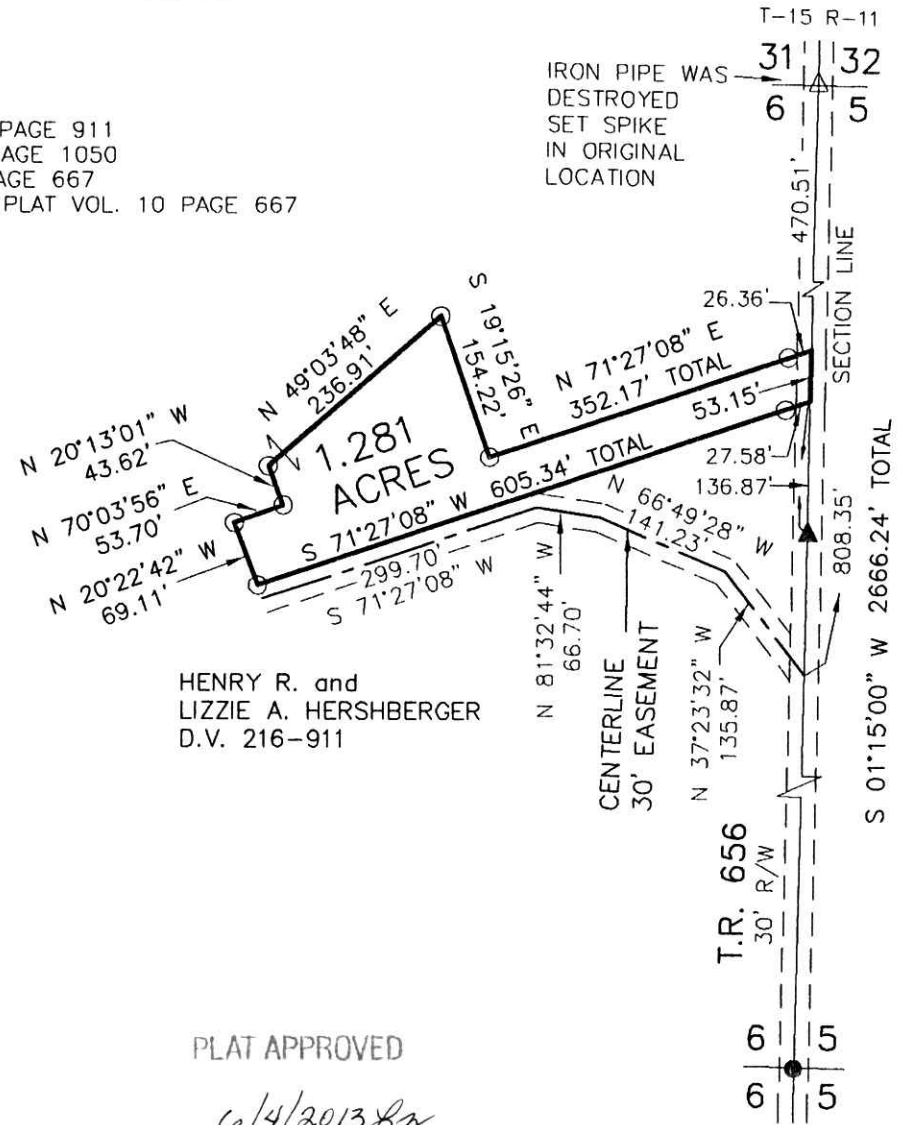 T-15 R-11
31 32
6 5
IRON PIPE WAS
DESTROYED
SET SPIKE
IN ORIGINAL
LOCATION
PAGE 911
AGE 1050
AGE 667
PLAT VOL. 10 PAGE 667
470.51'
SECTION LINE
26.36'
N 71°27'08" E
352.17' TOTAL
53.15'
27.58'
136.87'
S 19°15'26" E
154.22'
N 49°03'48" E
236.91'
N 20°13'01" W
43.62'
N 70°03'56" E
53.70'
N 20°22'42" W
69.11'
1.281
ACRES
S 71°27'08" W 605.34' TOTAL
299.70'
S 71°27'08" W
N 66°49'28" W
141.23'
N 81°32'44" W
66.70'
CENTERLINE
30' EASEMENT
N 37°23'32" W
135.87'
808.35'
S 01°15'00" W 2666.24' TOTAL
HENRY R. and
LIZZIE A. HERSHBERGER
D.V. 216-911
T.R. 656
30' R/W
6 5
6 5
PLAT APPROVED
6/4/2013